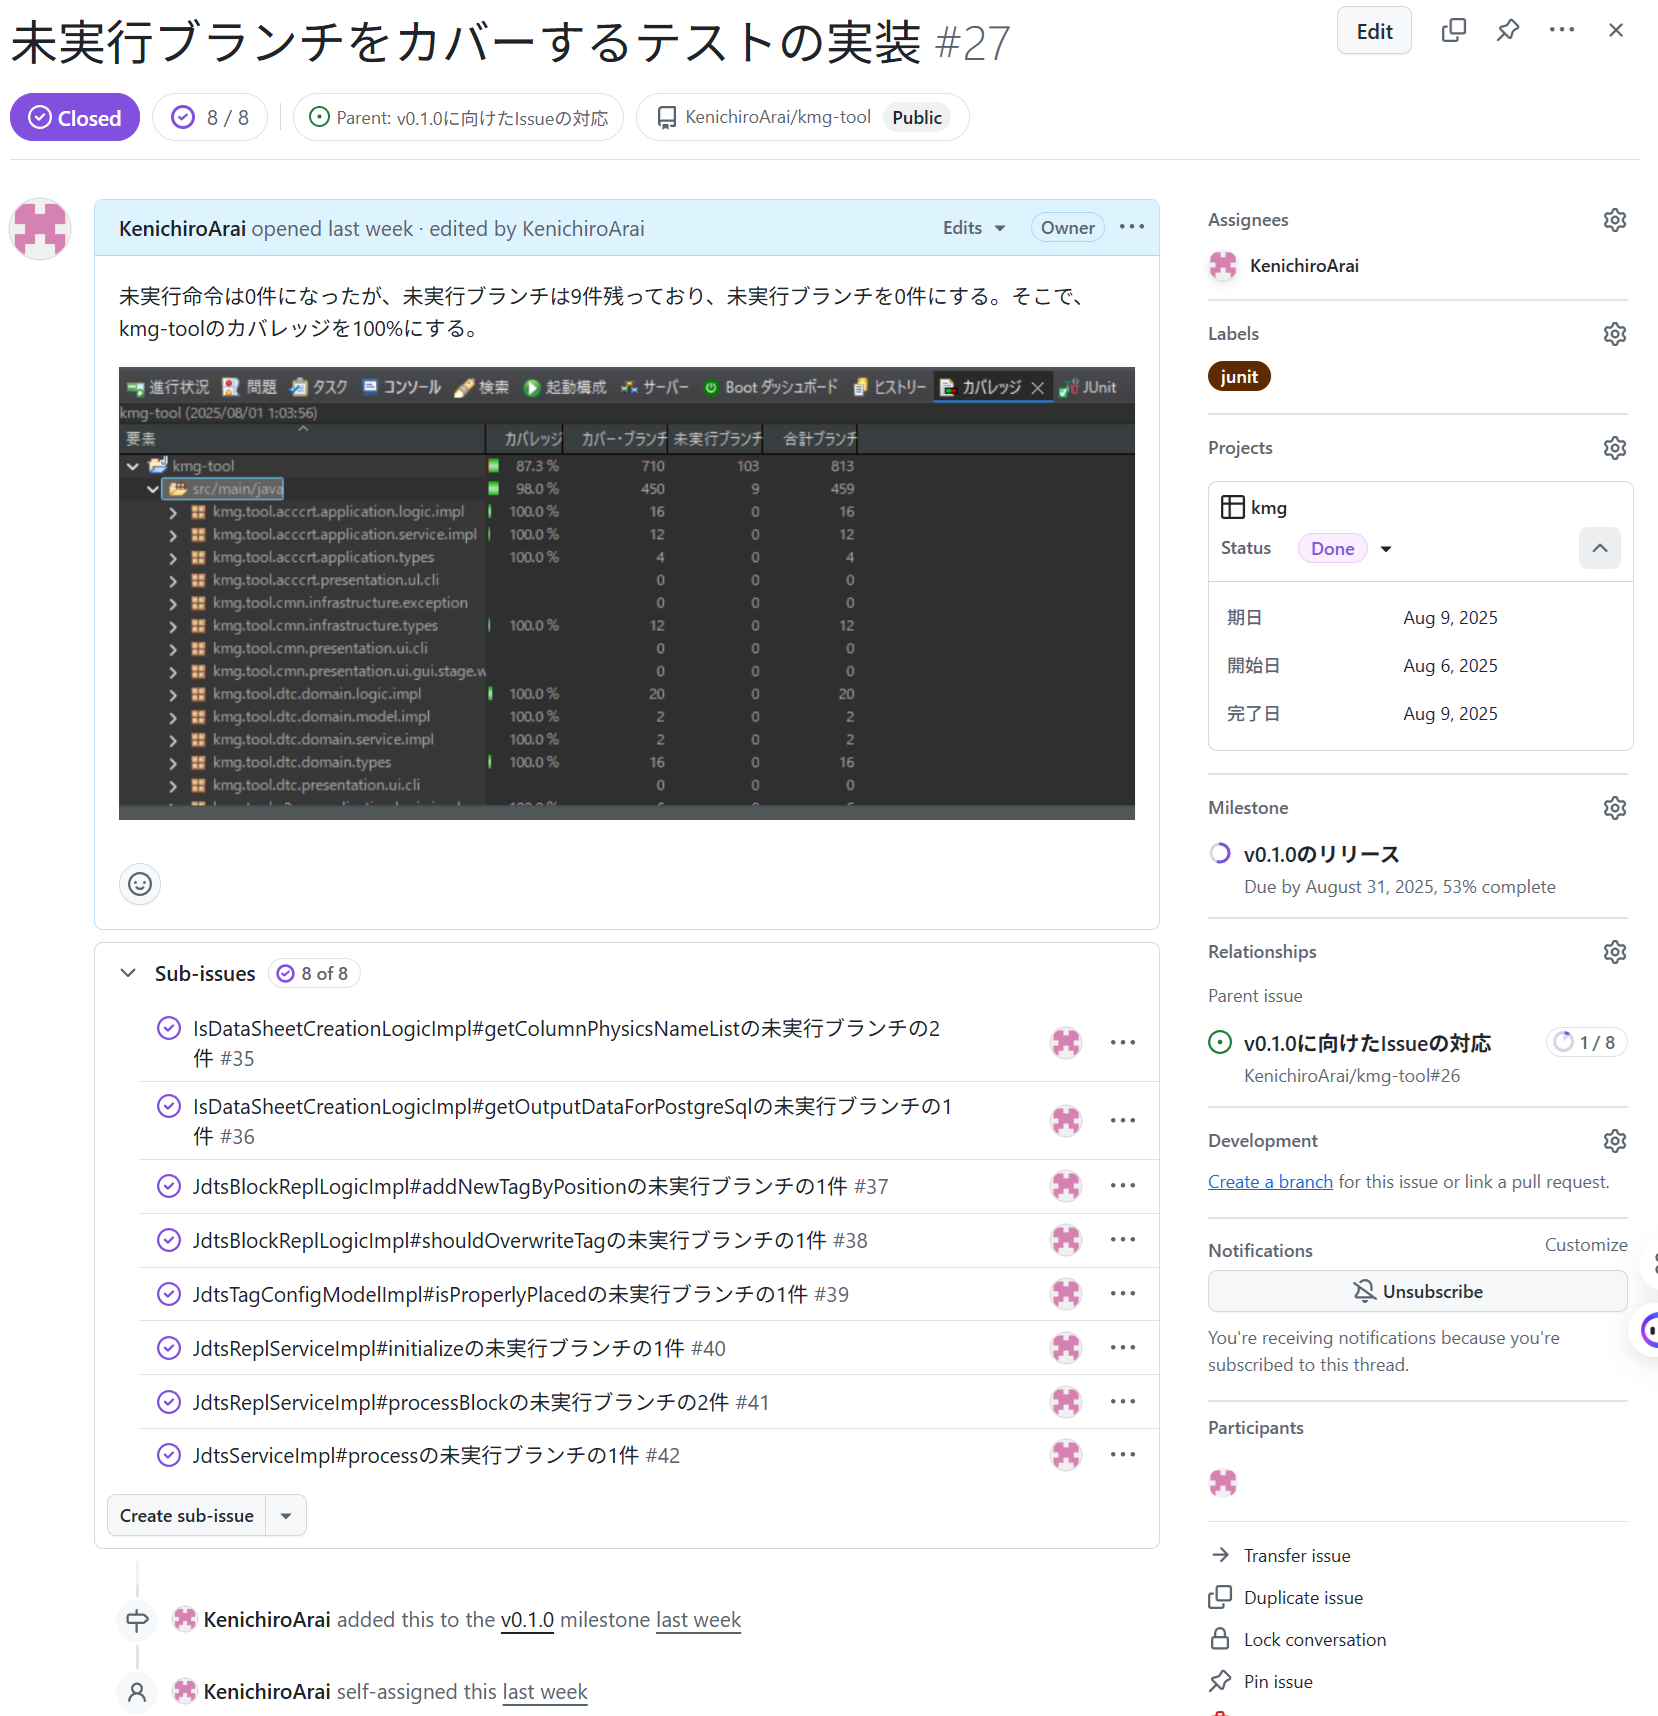 未実行ブランチをカバーするテストの実装 #27
Edit
Closed
8 / 8
Parent: v0.1.0に向けたIssueの対応
KenichiroArai/kmg-tool Public
KenichiroArai opened last week · edited by KenichiroArai
Edits
Owner
未実行命令は0件になったが、未実行ブランチは9件残っており、未実行ブランチを0件にする。そこで、
kmg-toolのカバレッジを100%にする。
進行状況 問題 タスク コンソール 検索 起動構成 サーバー Boot ダッシュボード ヒストリー カバレッジ JUnit
kmg-tool (2025/08/01 1:03:56)
要素 カバレッジ カバー・ブランチ 未実行ブランチ 合計ブランチ
kmg-tool 87.3 % 710 103 813
src/main/java 98.0 % 450 9 459
kmg.tool.acccrt.application.logic.impl 100.0 % 16 0 16
kmg.tool.acccrt.application.service.impl 100.0 % 12 0 12
kmg.tool.acccrt.application.types 100.0 % 4 0 4
kmg.tool.acccrt.presentation.ui.cli 0 0 0
kmg.tool.cmn.infrastructure.exception 0 0 0
kmg.tool.cmn.infrastructure.types 100.0 % 12 0 12
kmg.tool.cmn.presentation.ui.cli 0 0 0
kmg.tool.cmn.presentation.ui.gui.stage.w 0 0 0
kmg.tool.dtc.domain.logic.impl 100.0 % 20 0 20
kmg.tool.dtc.domain.model.impl 100.0 % 2 0 2
kmg.tool.dtc.domain.service.impl 100.0 % 2 0 2
kmg.tool.dtc.domain.types 100.0 % 16 0 16
kmg.tool.dtc.presentation.ui.cli 0 0 0
Sub-issues 8 of 8
IsDataSheetCreationLogicImpl#getColumnPhysicsNameListの未実行ブランチの2
件 #35
IsDataSheetCreationLogicImpl#getOutputDataForPostgreSqlの未実行ブランチの1
件 #36
JdtsBlockReplLogicImpl#addNewTagByPositionの未実行ブランチの1件 #37
JdtsBlockReplLogicImpl#shouldOverwriteTagの未実行ブランチの1件 #38
JdtsTagConfigModelImpl#isProperlyPlacedの未実行ブランチの1件 #39
JdtsReplServiceImpl#initializeの未実行ブランチの1件 #40
JdtsReplServiceImpl#processBlockの未実行ブランチの2件 #41
JdtsServiceImpl#processの未実行ブランチの1件 #42
Create sub-issue
KenichiroArai added this to the v0.1.0 milestone last week
KenichiroArai self-assigned this last week
Assignees
KenichiroArai
Labels
junit
Projects
kmg
Status Done
期日 Aug 9, 2025
開始日 Aug 6, 2025
完了日 Aug 9, 2025
Milestone
v0.1.0のリリース
Due by August 31, 2025, 53% complete
Relationships
Parent issue
v0.1.0に向けたIssueの対応 1 / 8
KenichiroArai/kmg-tool#26
Development
Create a branch for this issue or link a pull request.
Notifications
Customize
Unsubscribe
You're receiving notifications because you're
subscribed to this thread.
Participants
Transfer issue
Duplicate issue
Lock conversation
Pin issue